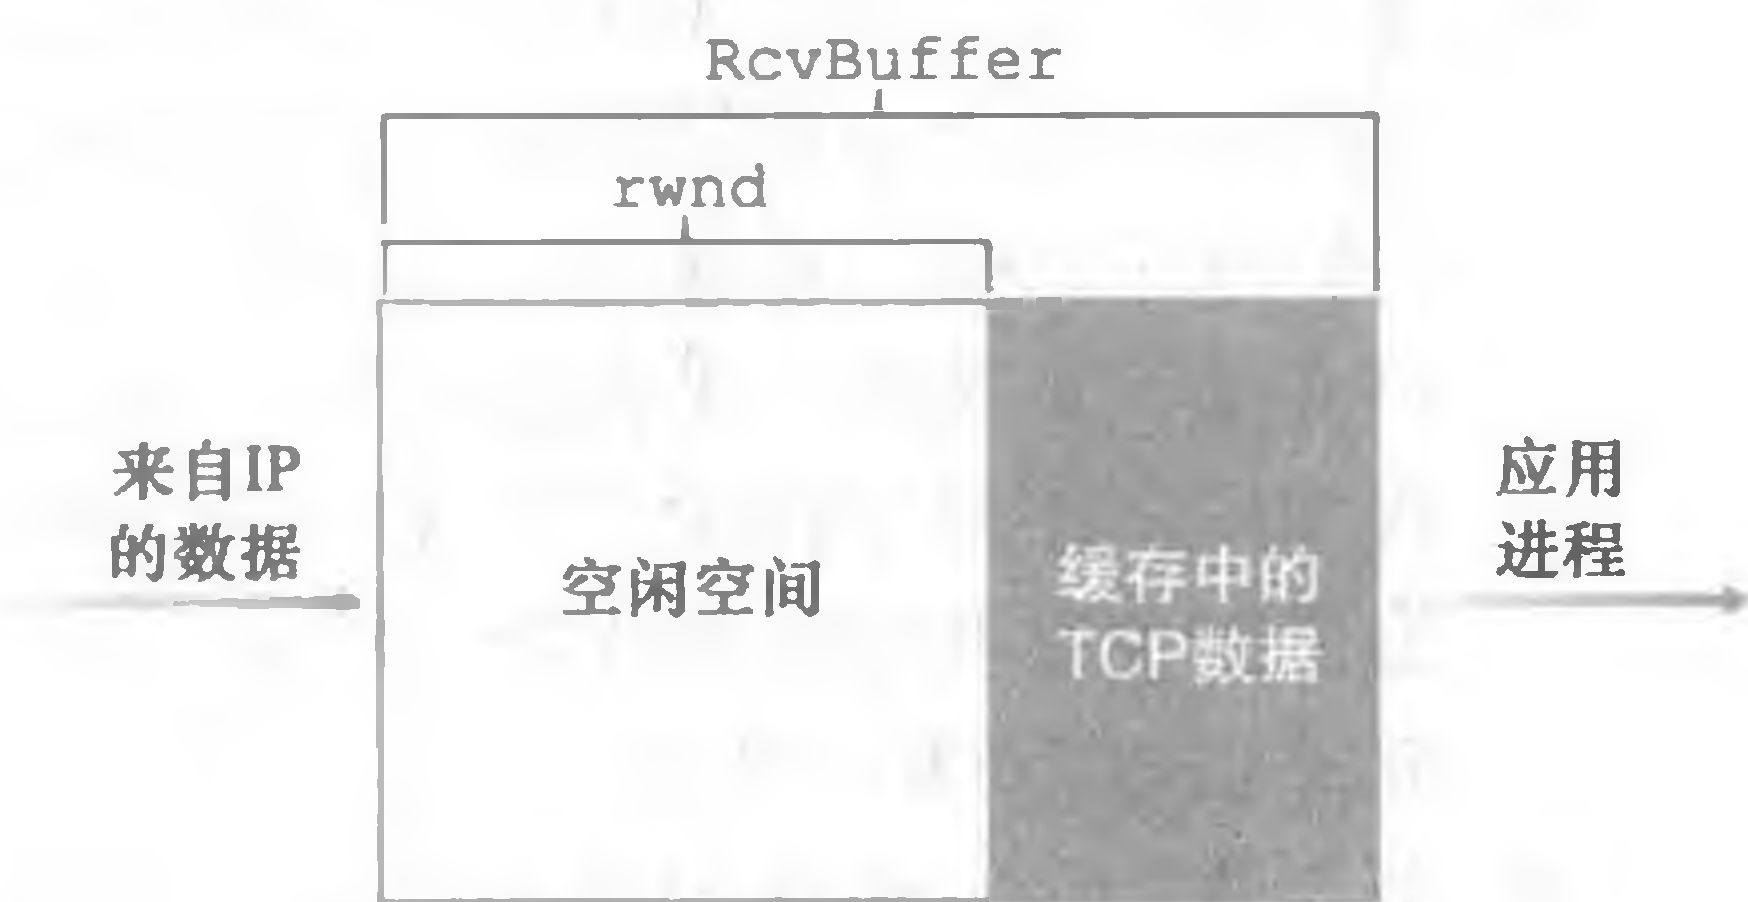 RcvBuffer
rwnd
来自IP
的数据
空闲空间
缓存中的
TCP数据
应用
进程